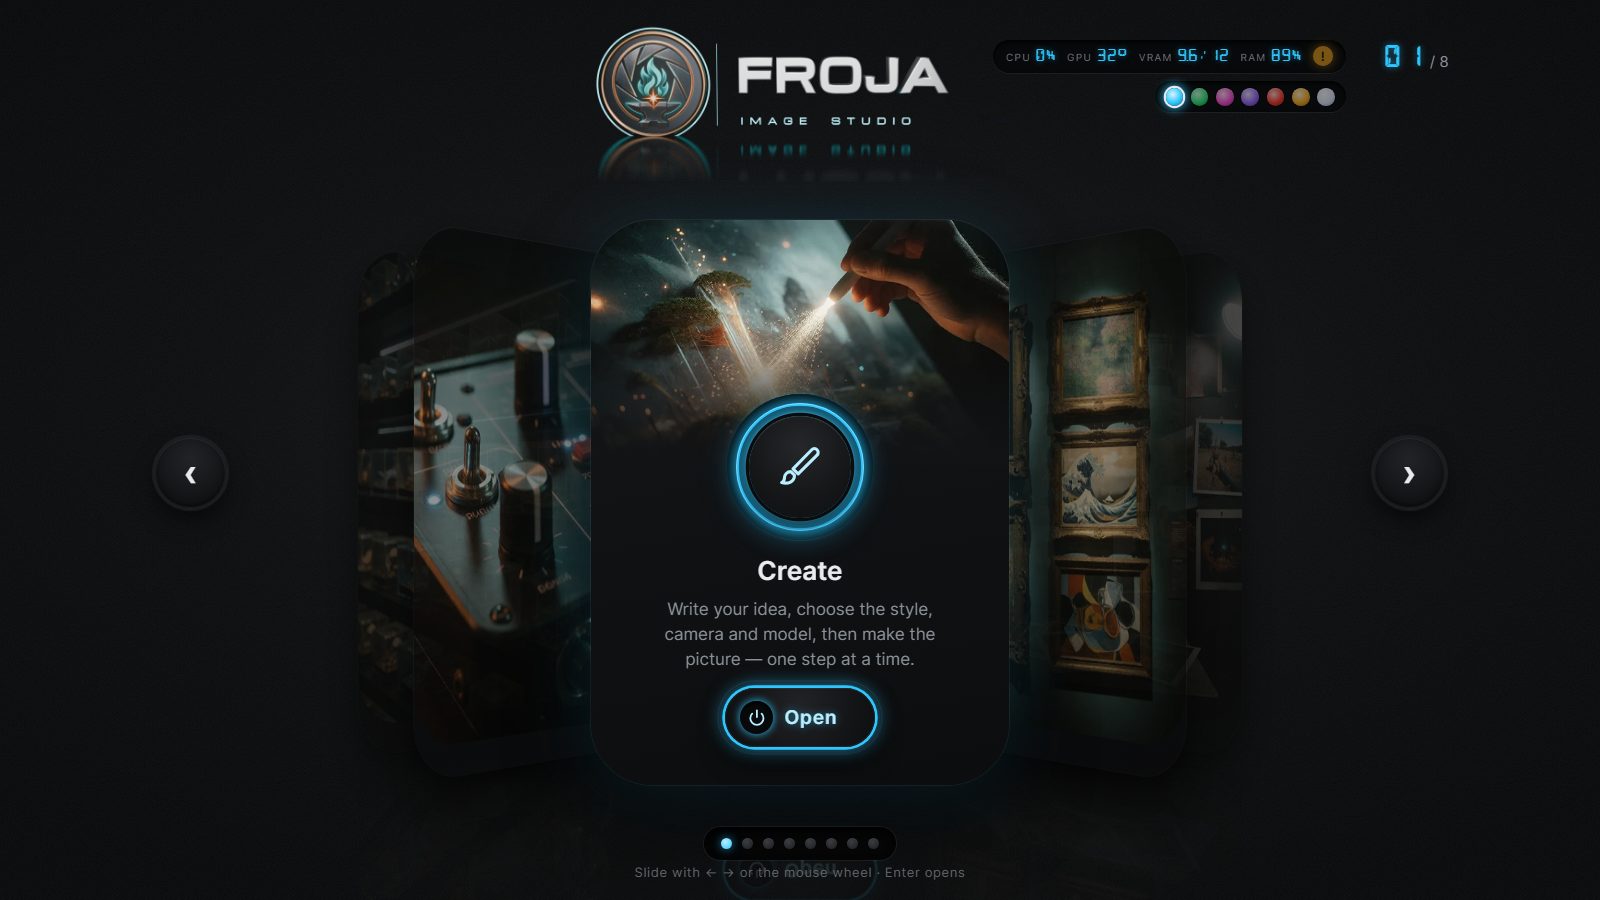 FROJA
IMAGE STUDIO
CPU 0% GPU 32° VRAM 9.6/12 RAM 89% !
01 / 8
Create
Write your idea, choose the style,
camera and model, then make the
picture — one step at a time.
Open
Slide with ← → or the mouse wheel · Enter opens